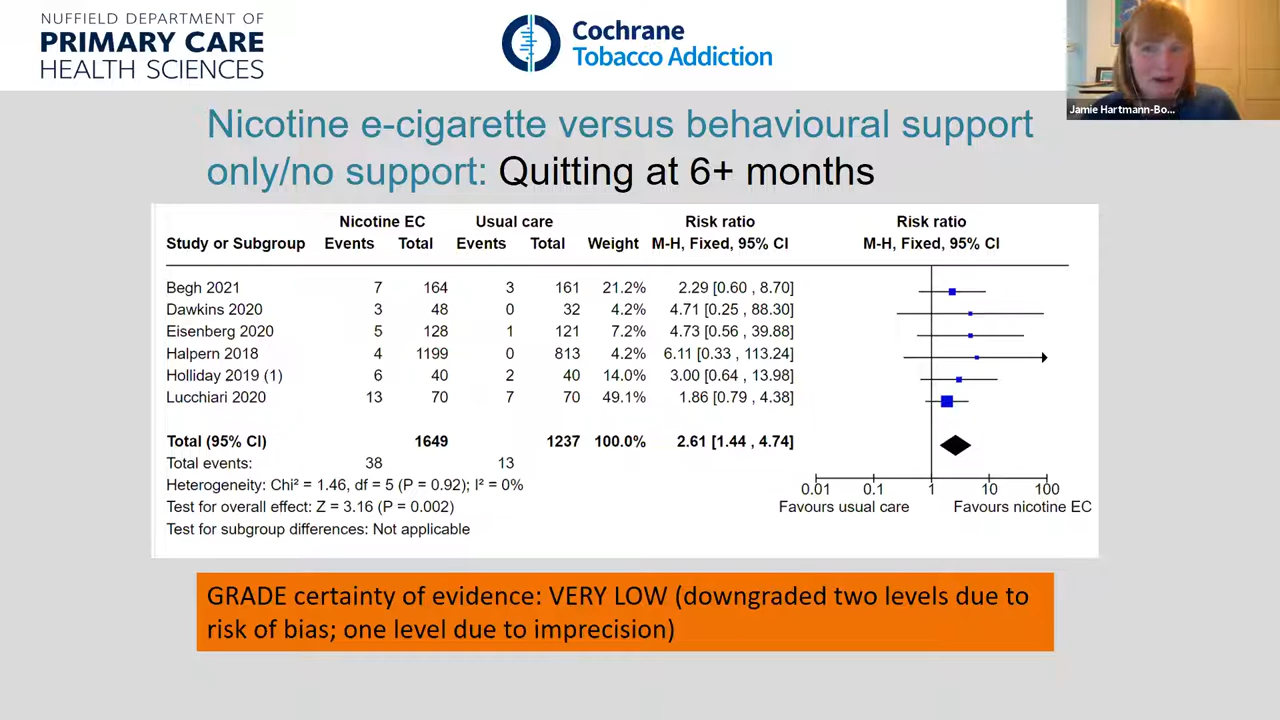 NUFFIELD DEPARTMENT OF
PRIMARY CARE
HEALTH SCIENCES
Cochrane
Tobacco Addiction
Jamie Hartmann-Bo...
Nicotine e-cigarette versus behavioural support
only/no support: Quitting at 6+ months
Nicotine EC Usual care Risk ratio Risk ratio
Study or Subgroup Events Total Events Total Weight M-H, Fixed, 95% CI M-H, Fixed, 95% CI
Begh 2021 7 164 3 161 21.2% 2.29 [0.60 , 8.70]
Dawkins 2020 3 48 0 32 4.2% 4.71 [0.25 , 88.30]
Eisenberg 2020 5 128 1 121 7.2% 4.73 [0.56 , 39.88]
Halpern 2018 4 1199 0 813 4.2% 6.11 [0.33 , 113.24]
Holliday 2019 (1) 6 40 2 40 14.0% 3.00 [0.64 , 13.98]
Lucchiari 2020 13 70 7 70 49.1% 1.86 [0.79 , 4.38]
Total (95% CI) 1649 1237 100.0% 2.61 [1.44 , 4.74]
Total events: 38 13
Heterogeneity: Chi² = 1.46, df = 5 (P = 0.92); I² = 0%
Test for overall effect: Z = 3.16 (P = 0.002)
Test for subgroup differences: Not applicable
0.01 0.1 1 10 100
Favours usual care Favours nicotine EC
GRADE certainty of evidence: VERY LOW (downgraded two levels due to
risk of bias; one level due to imprecision)